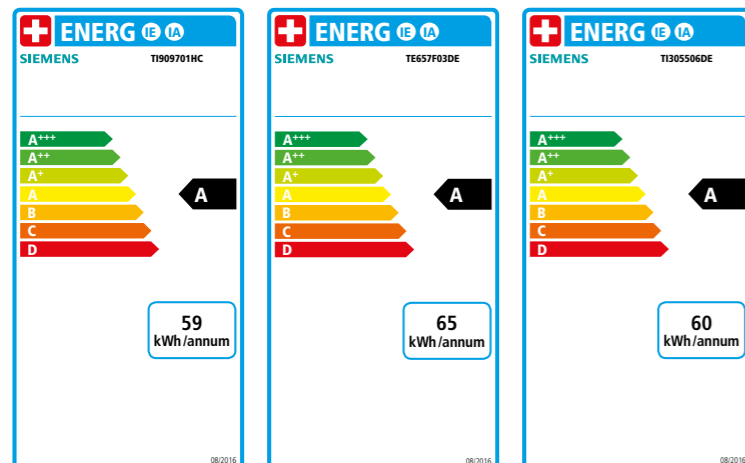 ENERG IE IA
SIEMENS TI909701HC
A+++
A++
A+
A
A
B
C
D
59
kWh/annum
08/2016
ENERG IE IA
SIEMENS TE657F03DE
A+++
A++
A+
A
A
B
C
D
65
kWh/annum
08/2016
ENERG IE IA
SIEMENS TI305506DE
A+++
A++
A+
A
A
B
C
D
60
kWh/annum
08/2016